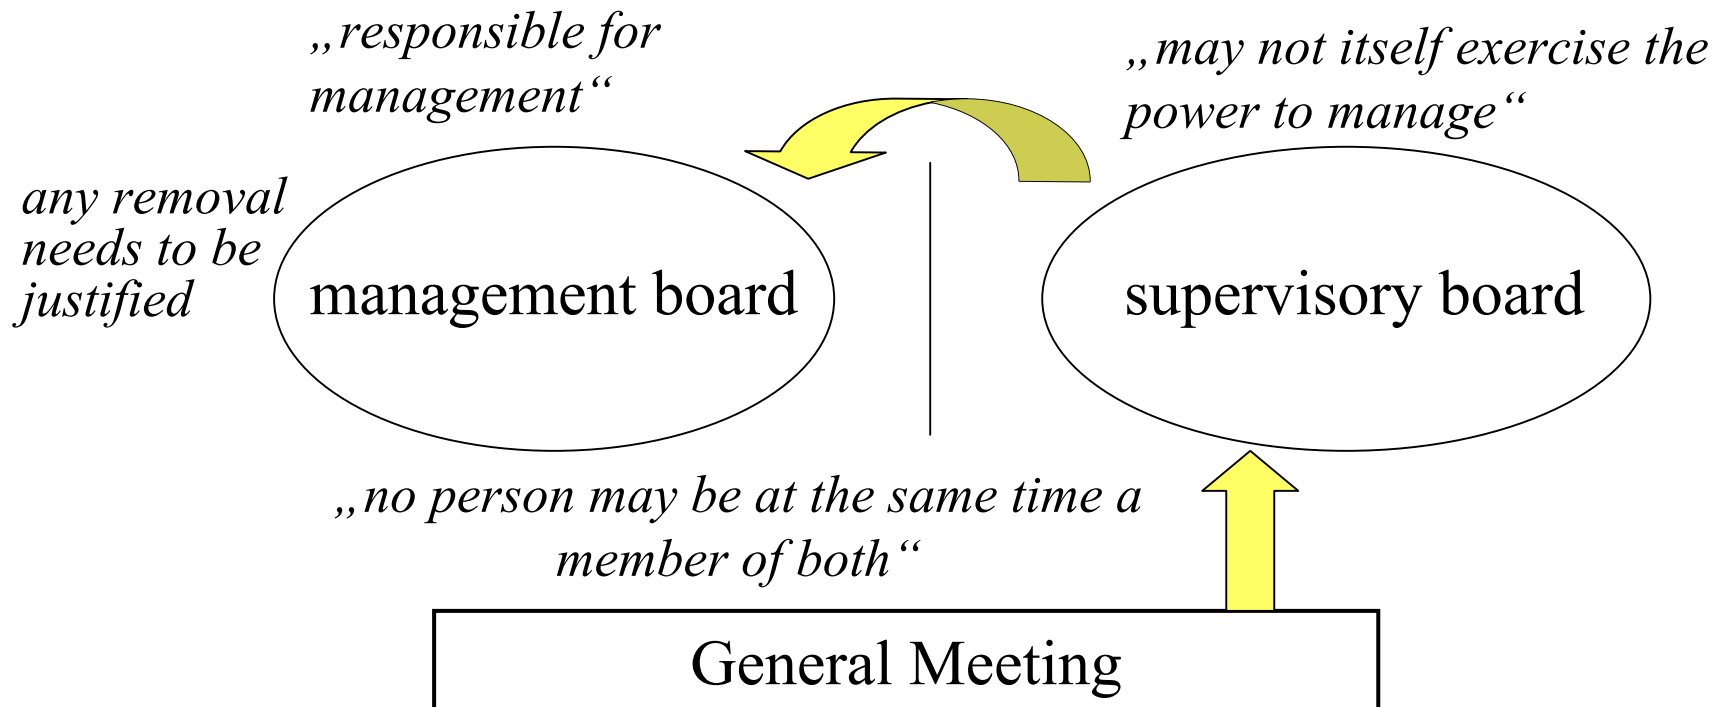 „responsible for
management“
„may not itself exercise the
power to manage“
any removal
needs to be
justified
management board
supervisory board
„no person may be at the same time a
member of both“
General Meeting